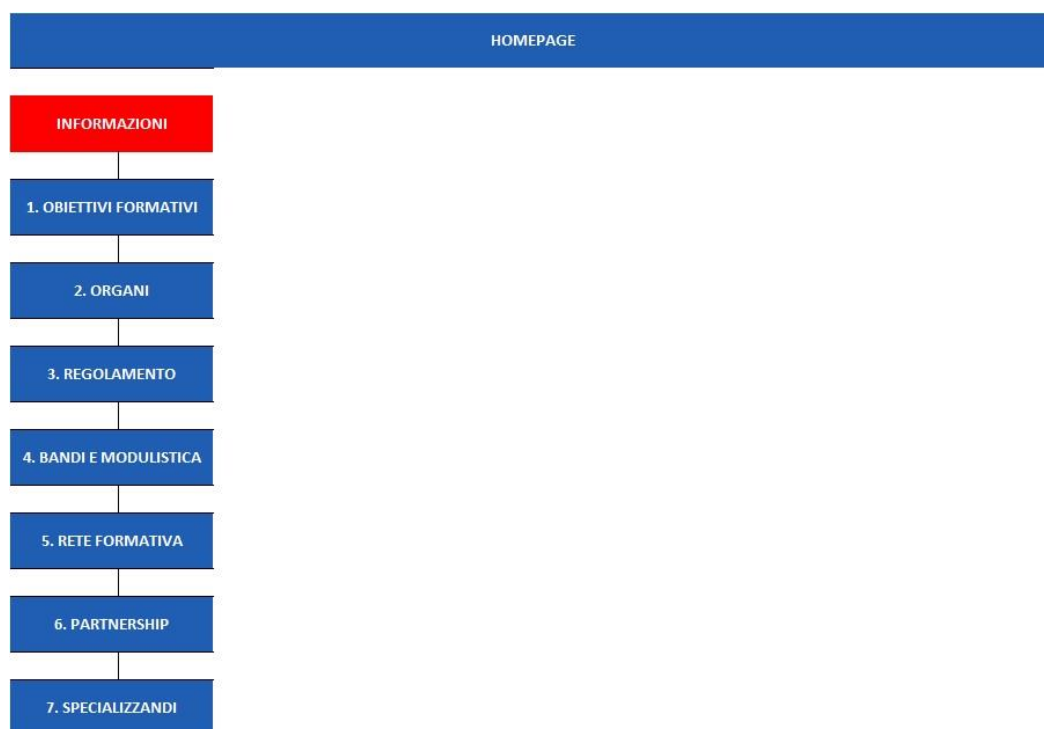 HOMEPAGE
INFORMAZIONI
1. OBIETTIVI FORMATIVI
2. ORGANI
3. REGOLAMENTO
4. BANDI E MODULISTICA
5. RETE FORMATIVA
6. PARTNERSHIP
7. SPECIALIZZANDI